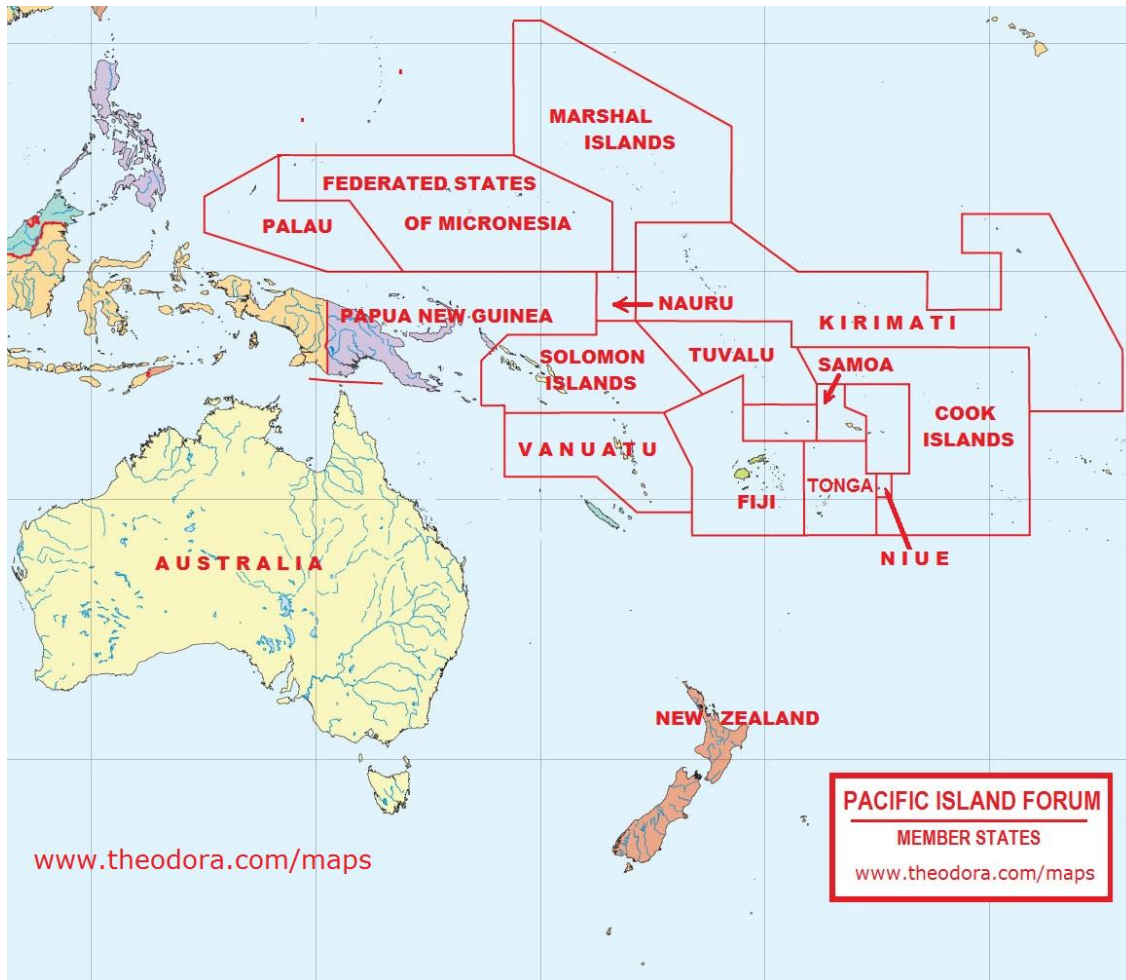 MARSHAL
ISLANDS
FEDERATED STATES
OF MICRONESIA
PALAU
NAURU
PAPUA NEW GUINEA
KIRIMATI
SOLOMON
ISLANDS
TUVALU
SAMOA
COOK
ISLANDS
VANUATU
FIJI
TONGA
NIUE
AUSTRALIA
NEW ZEALAND
PACIFIC ISLAND FORUM
MEMBER STATES
www.theodora.com/maps
www.theodora.com/maps